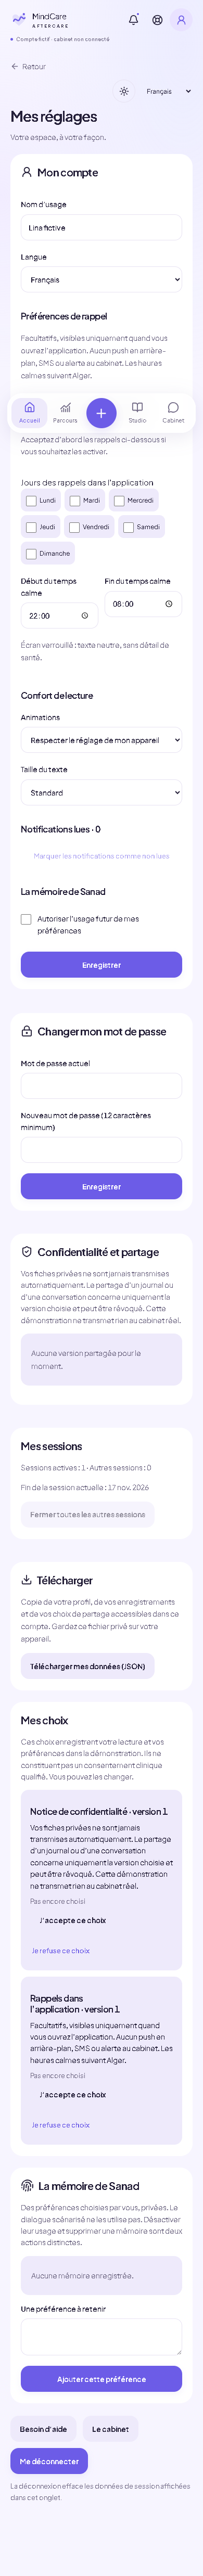 MindCare
AFTERCARE
Compte fictif · cabinet non connecté
Retour
Français
Mes réglages
Votre espace, à votre façon.
Mon compte
Nom d'usage
Lina fictive
Langue
Français
Préférences de rappel
Facultatifs, visibles uniquement quand vous
ouvrez l'application. Aucun push en arrière-
plan, SMS ou alerte au cabinet. Les heures
calmes suivent Alger.
Accueil
Parcours
Studio
Cabinet
Acceptez d'abord les rappels ci-dessous si
vous souhaitez les activer.
Jours des rappels dans l'application
Lundi
Mardi
Mercredi
Jeudi
Vendredi
Samedi
Dimanche
Début du temps
calme
Fin du temps calme
22:00
08:00
Écran verrouillé : texte neutre, sans détail de
santé.
Confort de lecture
Animations
Respecter le réglage de mon appareil
Taille du texte
Standard
Notifications lues · 0
Marquer les notifications comme non lues
La mémoire de Sanad
Autoriser l'usage futur de mes
préférences
Enregistrer
Changer mon mot de passe
Mot de passe actuel
Nouveau mot de passe (12 caractères
minimum)
Enregistrer
Confidentialité et partage
Vos fiches privées ne sont jamais transmises
automatiquement. Le partage d'un journal ou
d'une conversation concerne uniquement la
version choisie et peut être révoqué. Cette
démonstration ne transmet rien au cabinet réel.
Aucune version partagée pour le
moment.
Mes sessions
Sessions actives : 1 · Autres sessions : 0
Fin de la session actuelle : 17 nov. 2026
Fermer toutes les autres sessions
Télécharger
Copie de votre profil, de vos enregistrements
et de vos choix de partage accessibles dans ce
compte. Gardez ce fichier privé sur votre
appareil.
Télécharger mes données (JSON)
Mes choix
Ces choix enregistrent votre lecture et vos
préférences dans la démonstration. Ils ne
constituent pas un consentement clinique
qualifié. Vous pouvez les changer.
Notice de confidentialité · version 1
Vos fiches privées ne sont jamais
transmises automatiquement. Le partage
d'un journal ou d'une conversation
concerne uniquement la version choisie et
peut être révoqué. Cette démonstration ne
transmet rien au cabinet réel.
Pas encore choisi
J'accepte ce choix
Je refuse ce choix
Rappels dans
l'application · version 1
Facultatifs, visibles uniquement quand
vous ouvrez l'application. Aucun push en
arrière-plan, SMS ou alerte au cabinet. Les
heures calmes suivent Alger.
Pas encore choisi
J'accepte ce choix
Je refuse ce choix
La mémoire de Sanad
Des préférences choisies par vous, privées. Le
dialogue scénarisé ne les utilise pas. Désactiver
leur usage et supprimer une mémoire sont deux
actions distinctes.
Aucune mémoire enregistrée.
Une préférence à retenir
Ajouter cette préférence
Besoin d'aide
Le cabinet
Me déconnecter
La déconnexion efface les données de session affichées
dans cet onglet.